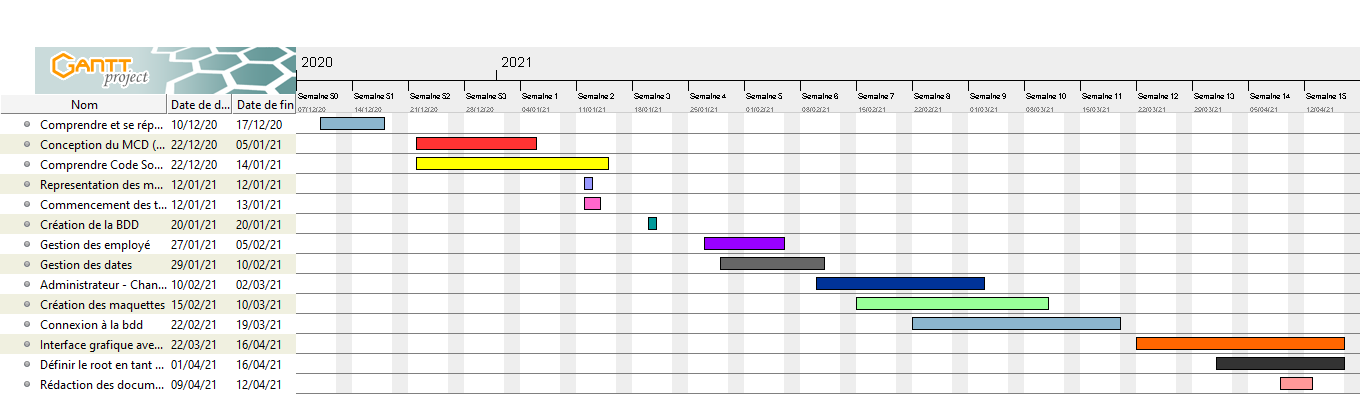 GANTT
project
2020
2021
Semaine 50 Semaine 51 Semaine 52 Semaine 53 Semaine 1 Semaine 2 Semaine 3 Semaine 4 Semaine 5 Semaine 6 Semaine 7 Semaine 8 Semaine 9 Semaine 10 Semaine 11 Semaine 12 Semaine 13 Semaine 14 Semaine 15
Nom Date de d... Date de fin
07/12/20 14/12/20 21/12/20 28/12/20 04/01/21 11/01/21 18/01/21 25/01/21 01/02/21 08/02/21 15/02/21 22/02/21 01/03/21 08/03/21 15/03/21 22/03/21 29/03/21 05/04/21 12/04/21
Comprendre et se rép... 10/12/20 17/12/20
Conception du MCD (... 22/12/20 05/01/21
Comprendre Code So... 22/12/20 14/01/21
Representation des m... 12/01/21 12/01/21
Commencement des t... 12/01/21 13/01/21
Création de la BDD 20/01/21 20/01/21
Gestion des employé 27/01/21 05/02/21
Gestion des dates 29/01/21 10/02/21
Administrateur - Chan... 10/02/21 02/03/21
Création des maquettes 15/02/21 10/03/21
Connexion à la bdd 22/02/21 19/03/21
Interface grafique ave... 22/03/21 16/04/21
Définir le root en tant ... 01/04/21 16/04/21
Rédaction des docum... 09/04/21 12/04/21